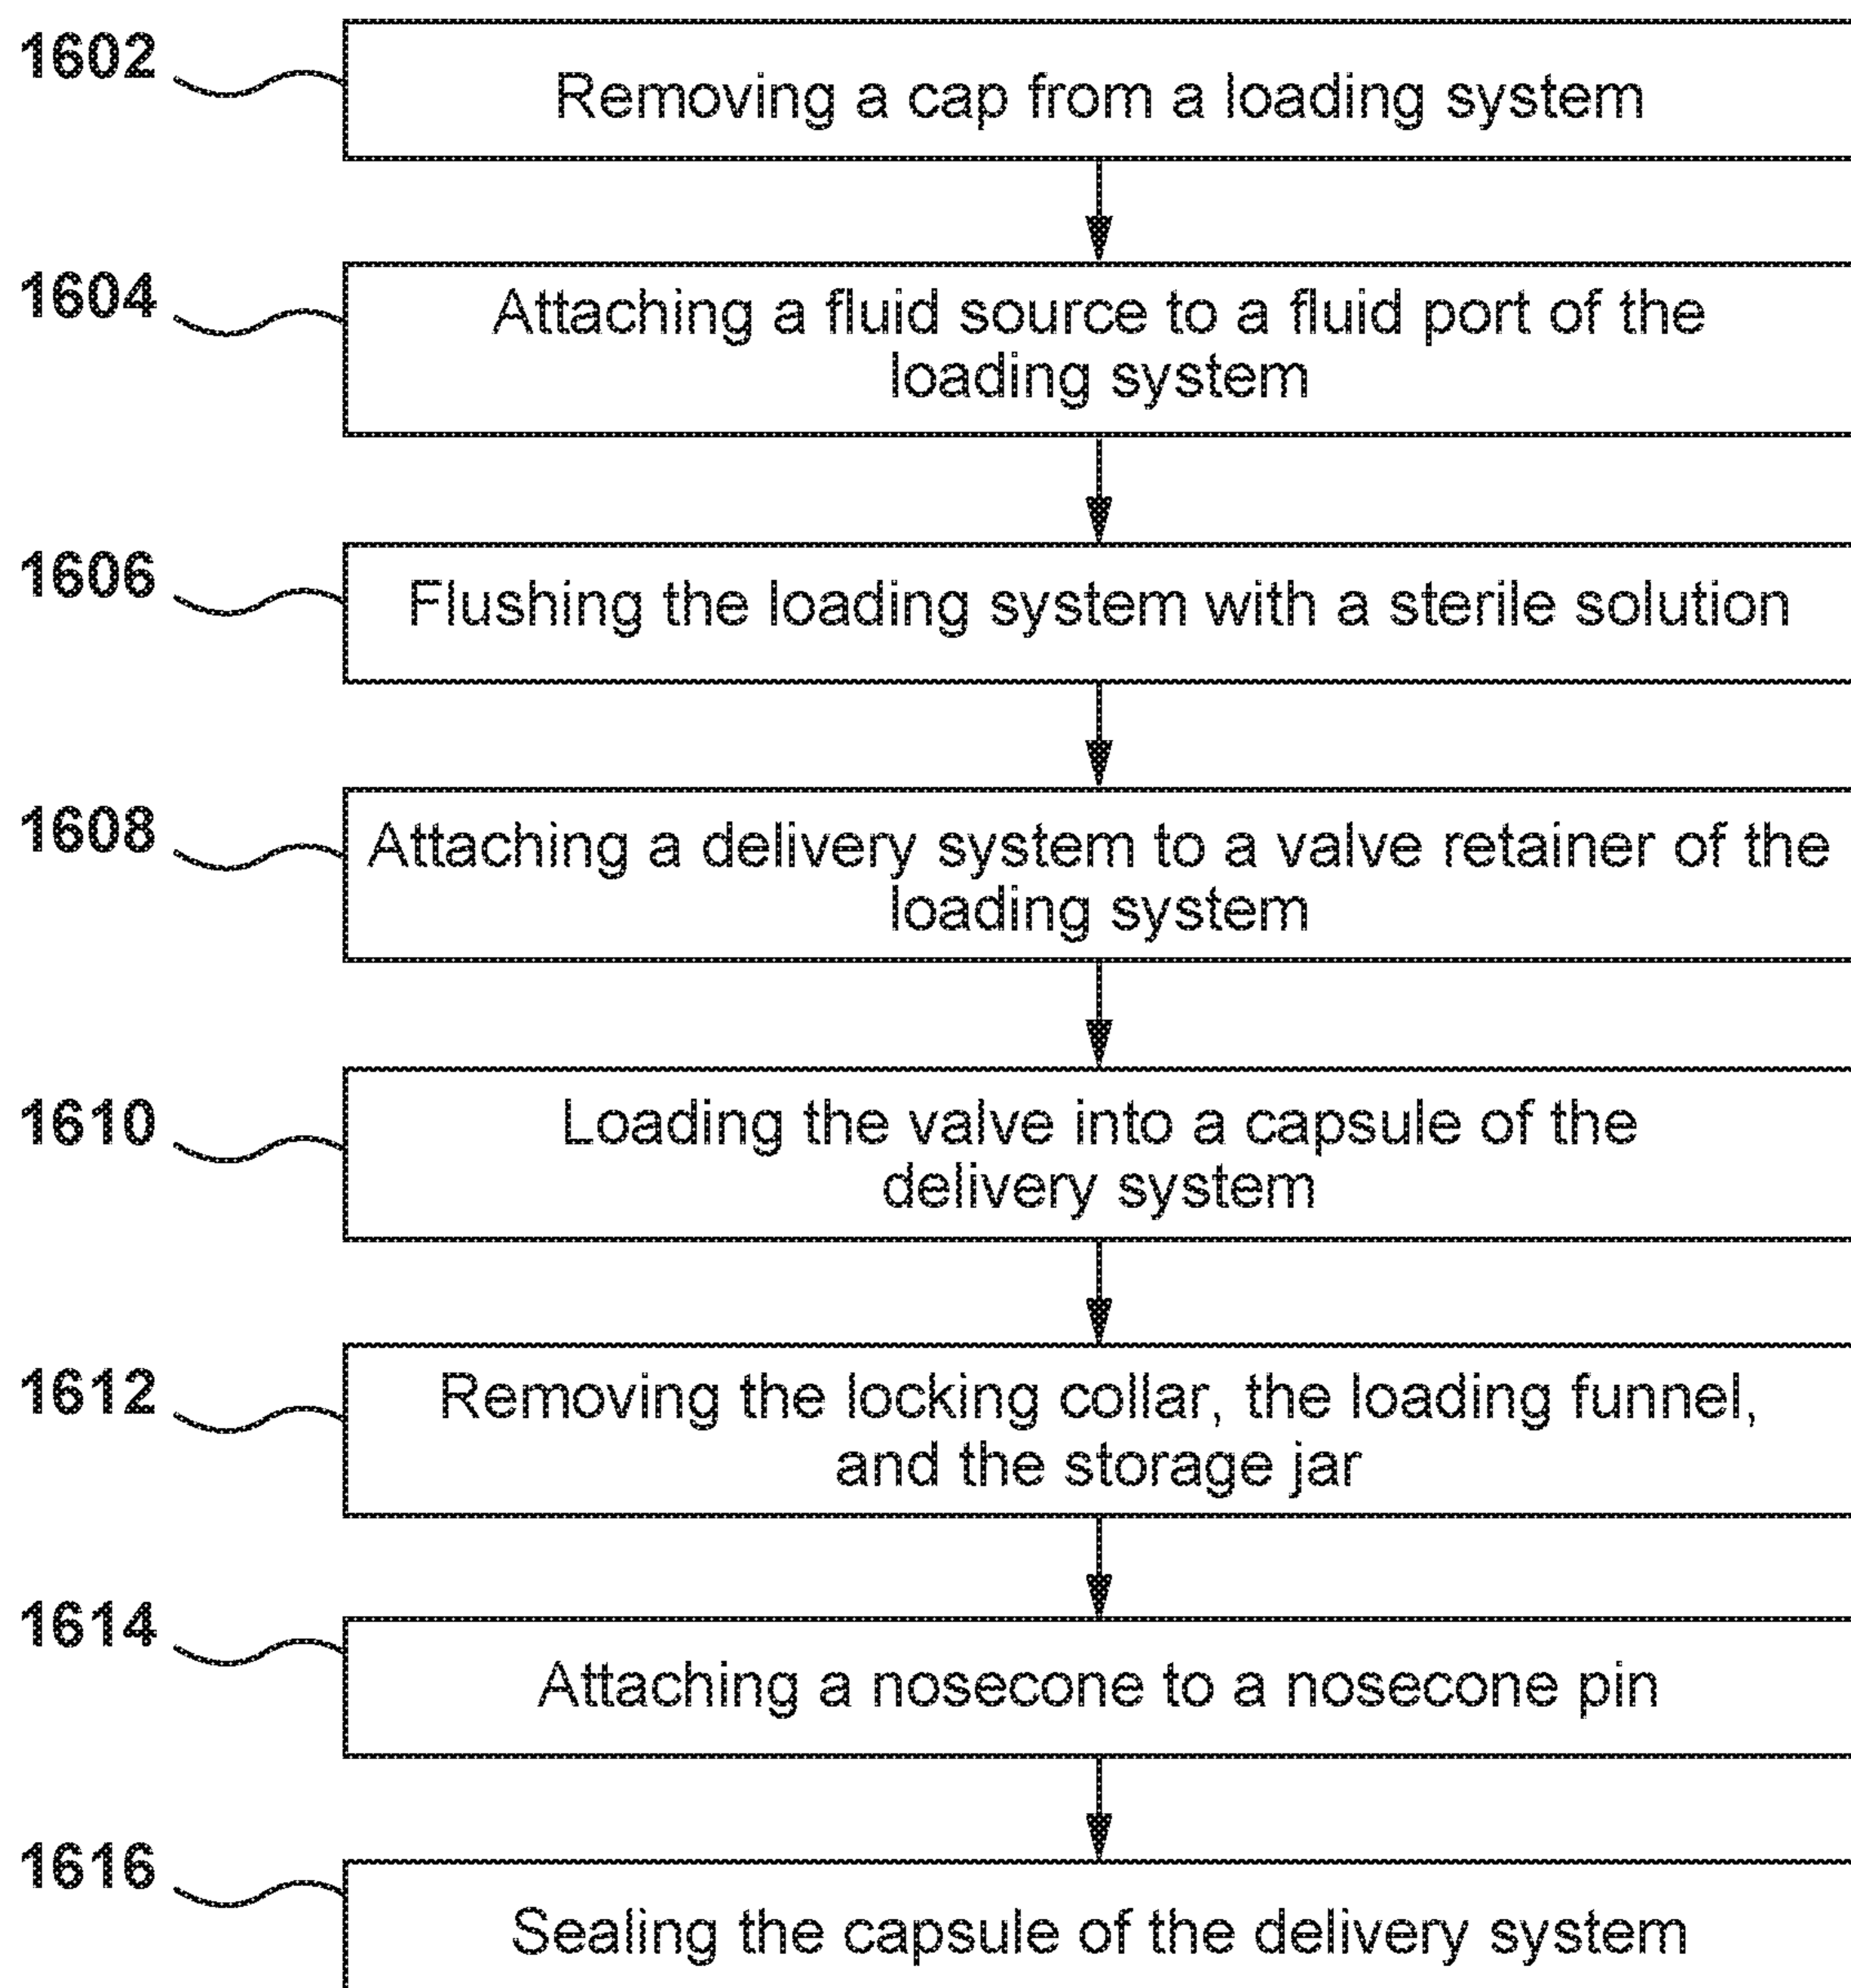 1602
Removing a cap from a loading system
1604
Attaching a fluid source to a fluid port of the
loading system
1606
Flushing the loading system with a sterile solution
1608
Attaching a delivery system to a valve retainer of the
loading system
1610
Loading the valve into a capsule of the
delivery system
1612
Removing the locking collar, the loading funnel,
and the storage jar
1614
Attaching a nosecone to a nosecone pin
1616
Sealing the capsule of the delivery system